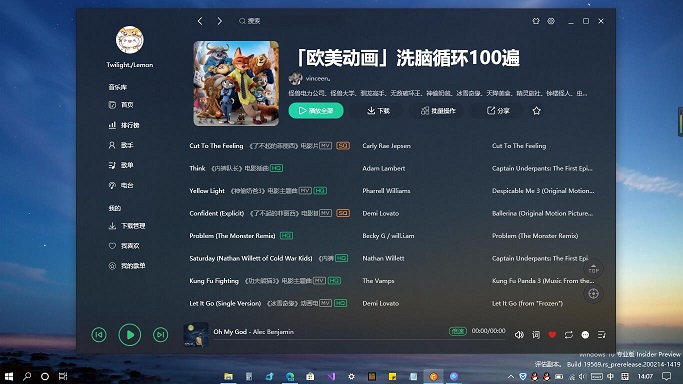 搜索
Twilight./Lemon
音乐库
首页
排行榜
歌手
歌单
电台
我的
下载管理
我喜欢
我的歌单
「欧美动画」洗脑循环100遍
vinceen。
怪兽电力公司、怪兽大学、驯龙高手、无敌破坏王、神偷奶爸、冰雪奇缘、天降美食、精灵旅社、钟楼怪人、虫...
播放全部 下载 批量操作 分享
Cut To The Feeling 《了不起的菲丽西》电影片 MV SQ Carly Rae Jepsen Cut To The Feeling
Think 《内裤队长》电影插曲 HQ Adam Lambert Captain Underpants: The First Epi...
Yellow Light 《神偷奶爸3》电影主题曲 MV HQ Pharrell Williams Despicable Me 3 (Original Motion...
Confident (Explicit) 《了不起的菲丽西》电影 MV SQ Demi Lovato Ballerina (Original Motion Picture...
Problem (The Monster Remix) HQ Becky G / will.i.am Problem (The Monster Remix)
Saturday (Nathan Willett of Cold War Kids) 《内裤 HQ Nathan Willett Captain Underpants: The First Epi...
Kung Fu Fighting 《功夫熊猫3》电影主题曲 MV HQ The Vamps Kung Fu Panda 3 (Music From the...
Let It Go (Single Version) 《冰雪奇缘》动画电 MV HQ Demi Lovato Let It Go (from "Frozen")
TOP
Oh My God - Alec Benjamin
00:00/00:00
词
Windows 10 专业版 Insider Preview
评估副本。 Build 19569.rs_prerelease.200214-1419
中
14:07